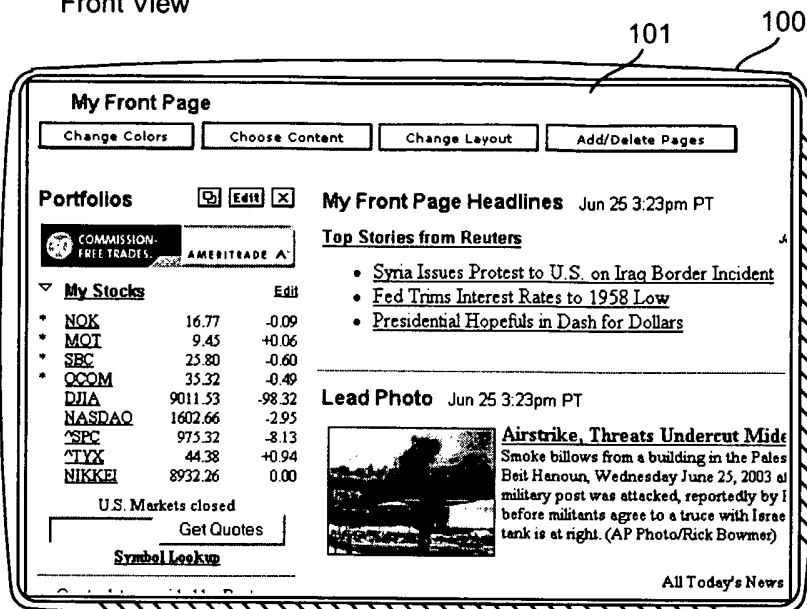 Front View
101
100
My Front Page
Change Colors
Choose Content
Change Layout
Add/Delete Pages
Portfolios
Edit
X
COMMISSION-
FREE TRADES.
AMERITRADE
My Stocks
Edit
* NOK 16.77 -0.09
* MOT 9.45 +0.06
* SBC 25.80 -0.60
* QCOM 35.32 -0.49
DJIA 9011.53 -98.32
NASDAQ 1602.66 -2.95
^SPC 975.32 -8.13
^TYX 44.38 +0.94
NIKKEI 8932.26 0.00
U.S. Markets closed
Get Quotes
Symbol Lookup
My Front Page Headlines Jun 25 3:23pm PT
Top Stories from Reuters
• Syria Issues Protest to U.S. on Iraq Border Incident
• Fed Trims Interest Rates to 1958 Low
• Presidential Hopefuls in Dash for Dollars
Lead Photo Jun 25 3:23pm PT
Airstrike, Threats Undercut Mide
Smoke billows from a building in the Pales
Beit Hanoun, Wednesday June 25, 2003 a
military post was attacked, reportedly by
before militants agree to a truce with Israe
tank is at right. (AP Photo/Rick Bowmer)
All Today's News